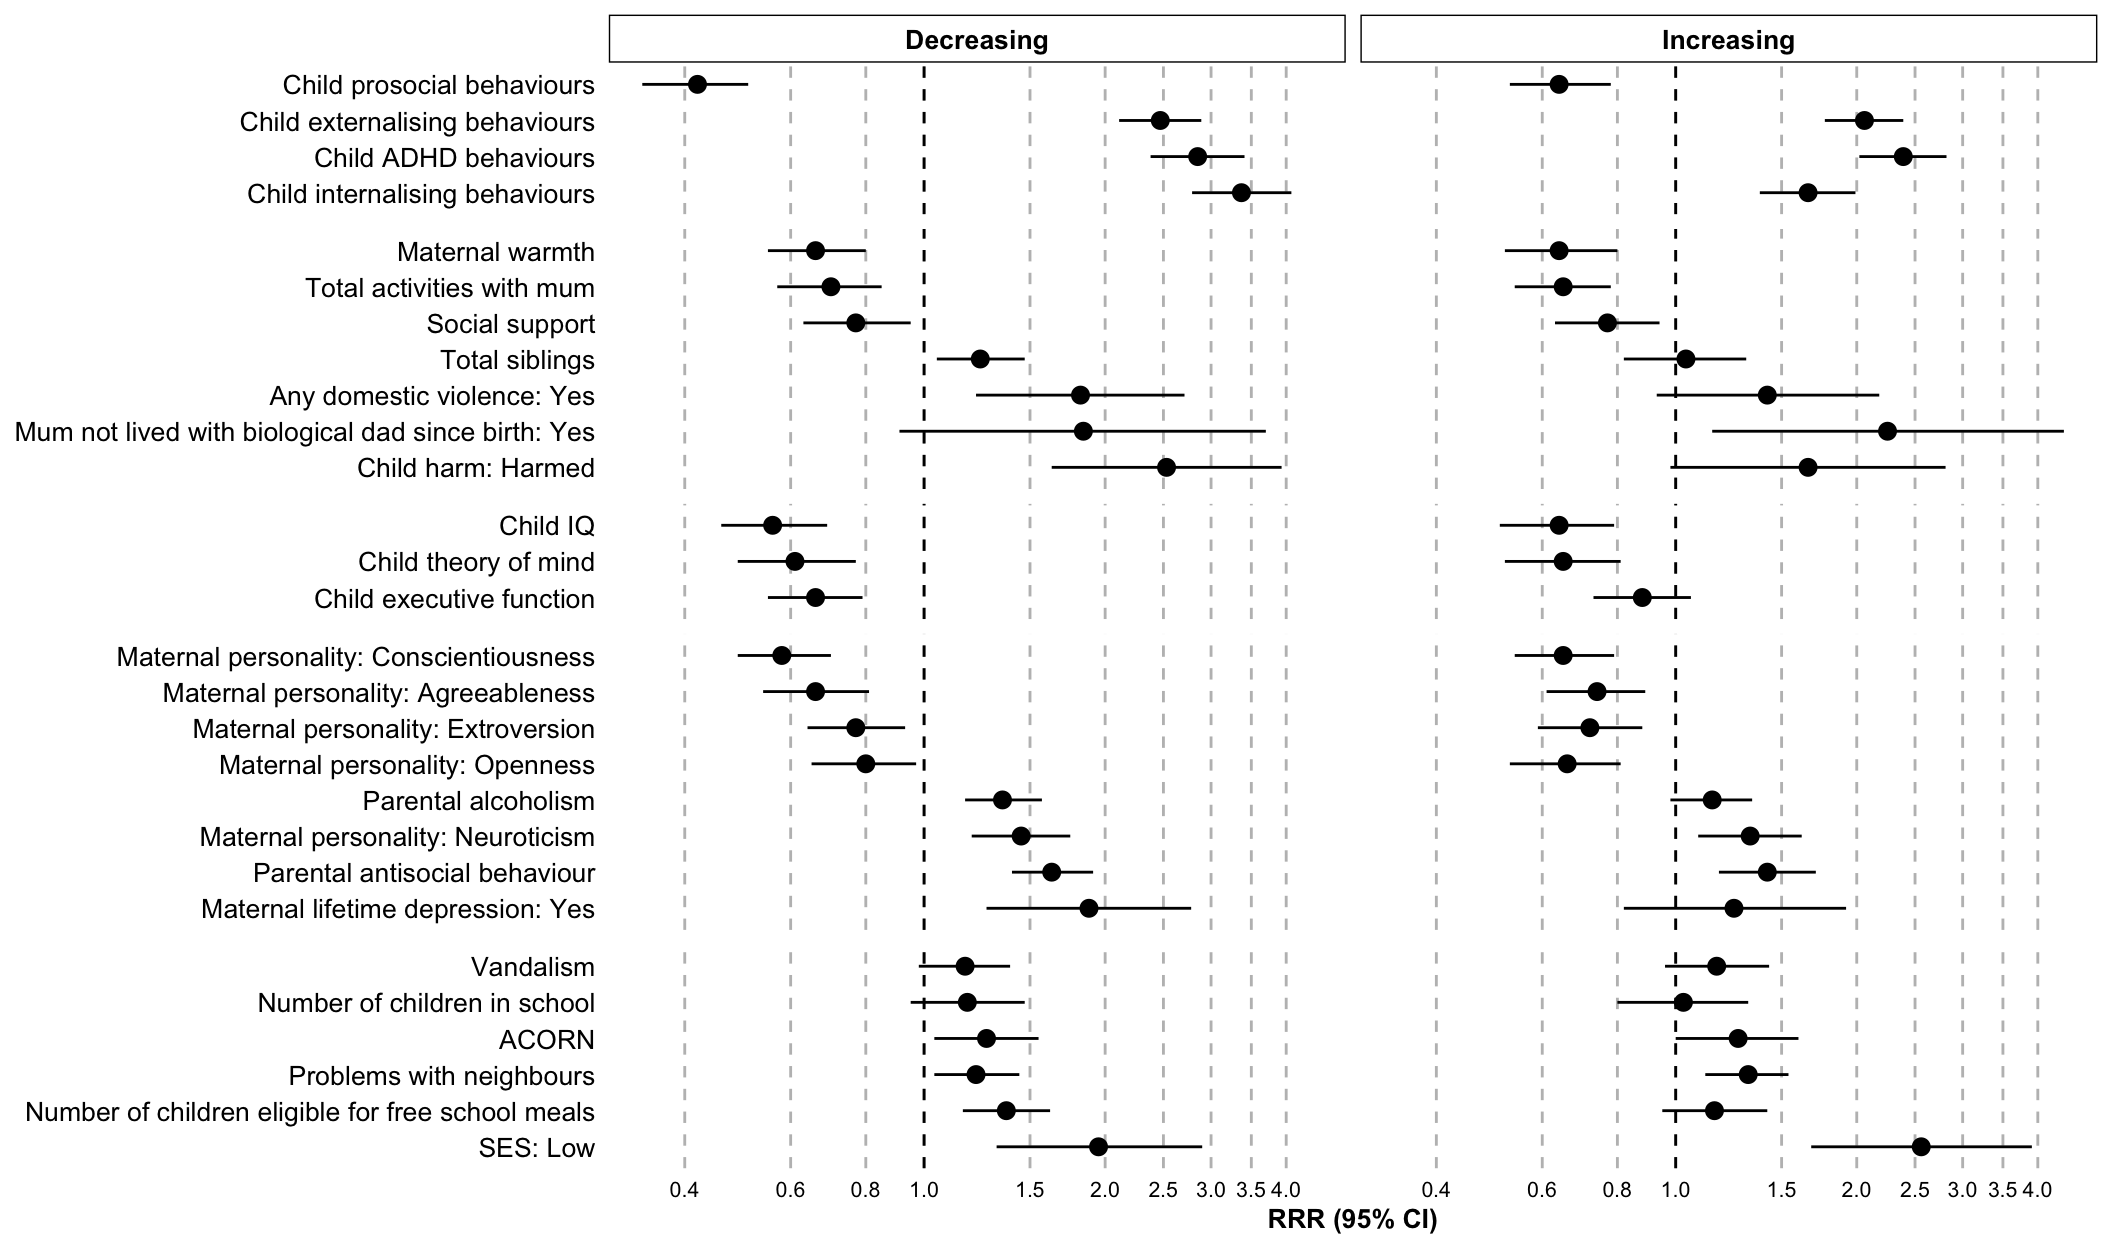 Decreasing Increasing
Child prosocial behaviours
Child externalising behaviours
Child ADHD behaviours
Child internalising behaviours
Maternal warmth
Total activities with mum
Social support
Total siblings
Any domestic violence: Yes
Mum not lived with biological dad since birth: Yes
Child harm: Harmed
Child IQ
Child theory of mind
Child executive function
Maternal personality: Conscientiousness
Maternal personality: Agreeableness
Maternal personality: Extroversion
Maternal personality: Openness
Parental alcoholism
Maternal personality: Neuroticism
Parental antisocial behaviour
Maternal lifetime depression: Yes
Vandalism
Number of children in school
ACORN
Problems with neighbours
Number of children eligible for free school meals
SES: Low
0.4 0.6 0.8 1.0 1.5 2.0 2.5 3.0 3.5 4.0 0.4 0.6 0.8 1.0 1.5 2.0 2.5 3.0 3.5 4.0
RRR (95% CI)